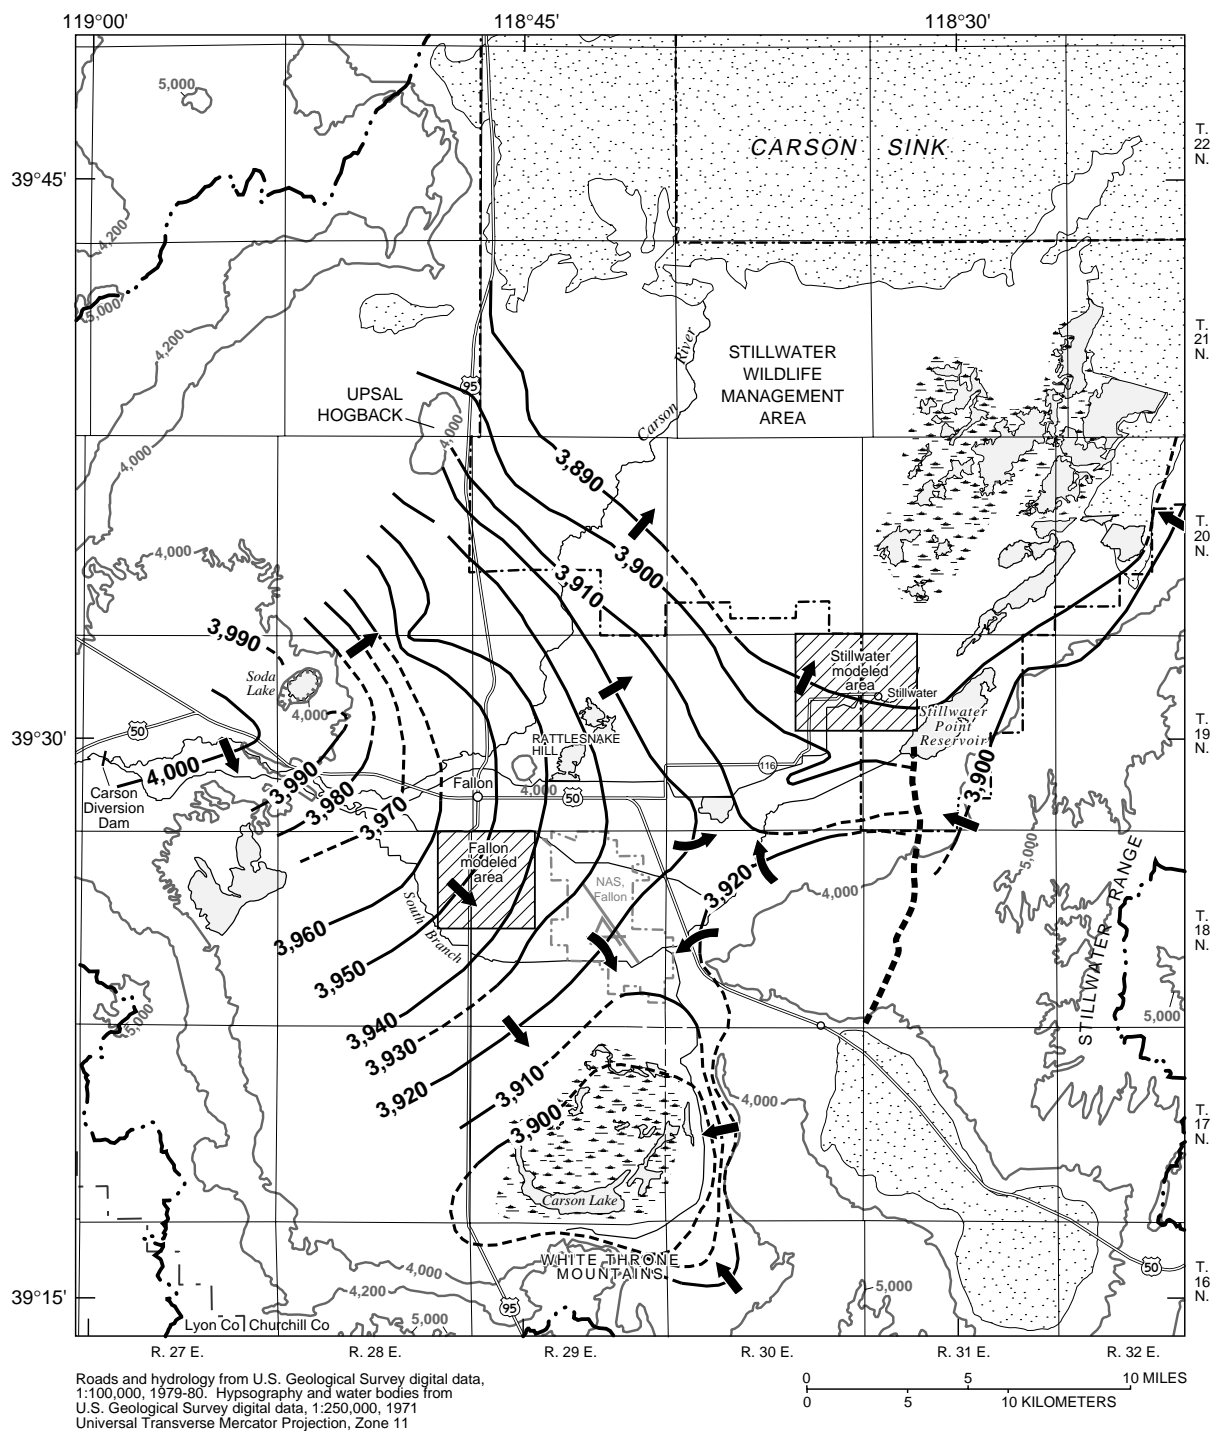 119°00'
118°45'
118°30'
5,000
T.
22
N.
CARSON SINK
39°45'
4,200
5,000
4,200
T.
21
N.
River
STILLWATER
WILDLIFE
MANAGEMENT
AREA
95
UPSAL
HOGBACK
4,000
Carson
4,000
3,890
T.
20
N.
4,000
3,900
3,910
3,990
Stillwater
modeled
area
Soda
Lake
Stillwater
4,000
Stillwater
Point
Reservoir
T.
19
N.
50
39°30'
RATTLESNAKE
HILL
116
4,000
3,990
3,900
Carson
Diversion
Dam
3,980
Fallon
4,000
50
3,970
Fallon
modeled
area
5,000
STILLWATER RANGE
NAS,
Fallon
3,920
4,000
South Branch
T.
18
N.
3,960
3,950
5,000
5,000
3,940
3,930
3,910
3,920
4,000
3,900
T.
17
N.
Carson Lake
WHITE THRONE
MOUNTAINS
50
4,000
T.
16
N.
4,200
5,000
39°15'
95
5,000
Lyon Co
Churchill Co
R. 27 E.
R. 28 E.
R. 29 E.
R. 30 E.
R. 31 E.
R. 32 E.
Roads and hydrology from U.S. Geological Survey digital data,
1:100,000, 1979-80. Hypsography and water bodies from
U.S. Geological Survey digital data, 1:250,000, 1971
Universal Transverse Mercator Projection, Zone 11
0 5 10 MILES
0 5 10 KILOMETERS